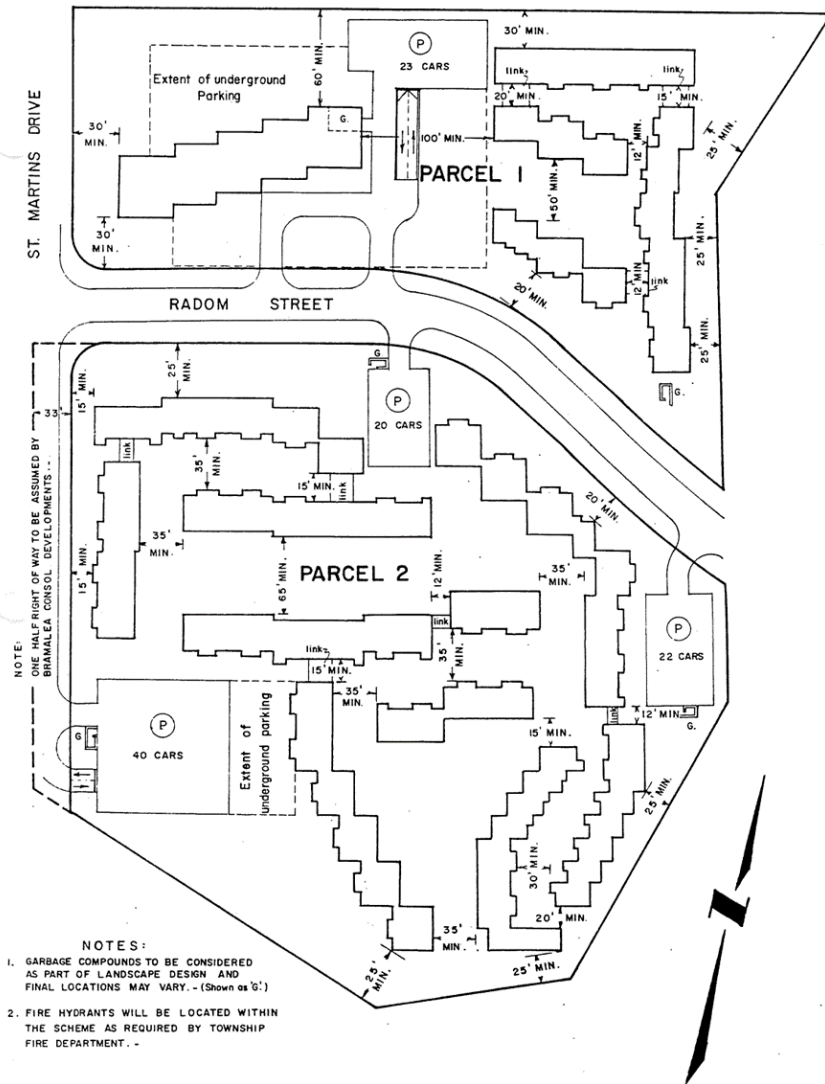 ST. MARTINS DRIVE
60' MIN.
P
23 CARS
30'
MIN.
Extent of underground
Parking
G.
30'
MIN.
100' MIN.
link
20' MIN.
link
15' MIN.
12' MIN.
25' MIN.
PARCEL 1
50' MIN.
30'
MIN.
25' MIN.
20' MIN.
12' MIN.
link
25' MIN.
G.
RADOM STREET
25' MIN.
G
P
20 CARS
15' MIN.
33'
NOTE:
ONE HALF RIGHT OF WAY TO BE ASSUMED BY
BRAMALEA CONSOL DEVELOPMENTS. -
link
35'
MIN.
15' MIN.
link
20' MIN.
35'
MIN.
15' MIN.
65' MIN.
PARCEL 2
12' MIN.
35'
MIN.
link
35'
MIN.
link
15' MIN.
35'
MIN.
P
22 CARS
G
link
12' MIN
15'
MIN.
P
40 CARS
G
Extent of
underground parking
25' MIN.
30' MIN.
20'
MIN.
35'
MIN.
25'
MIN.
25' MIN.
NOTES:
1. GARBAGE COMPOUNDS TO BE CONSIDERED
AS PART OF LANDSCAPE DESIGN AND
FINAL LOCATIONS MAY VARY. - (Shown as 'G'.)
2. FIRE HYDRANTS WILL BE LOCATED WITHIN
THE SCHEME AS REQUIRED BY TOWNSHIP
FIRE DEPARTMENT. -